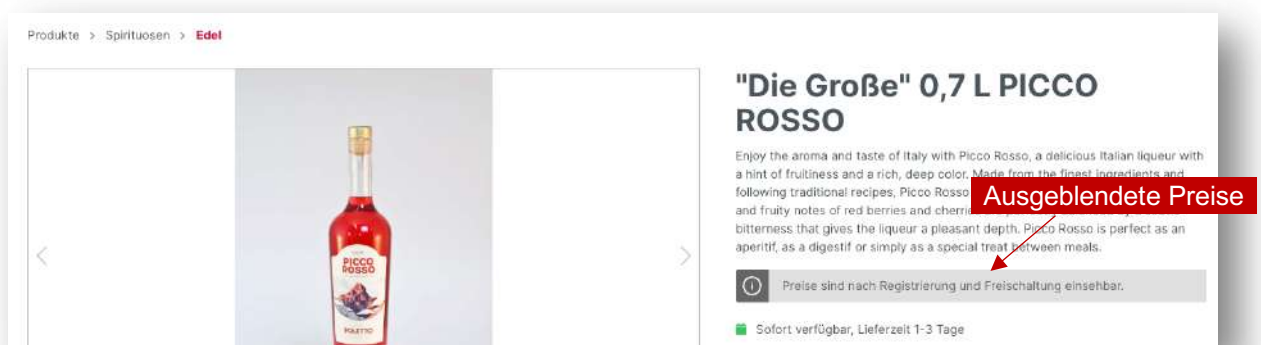 Produkte > Spirituosen > Edel
"Die Große" 0,7 L PICCO
ROSSO
Enjoy the aroma and taste of Italy with Picco Rosso, a delicious Italian liqueur with
a hint of fruitiness and a rich, deep color. Made from the finest ingredients and
following traditional recipes, Picco Rosso
Ausgeblendete Preise
and fruity notes of red berries and
bitterness that gives the liqueur a pleasant depth. Picco Rosso is perfect as an
aperitif, as a digestif or simply as a special treat between meals.
Preise sind nach Registrierung und Freischaltung einsehbar.
Sofort verfügbar, Lieferzeit 1-3 Tage
PICCO
ROSSO
POLETTO